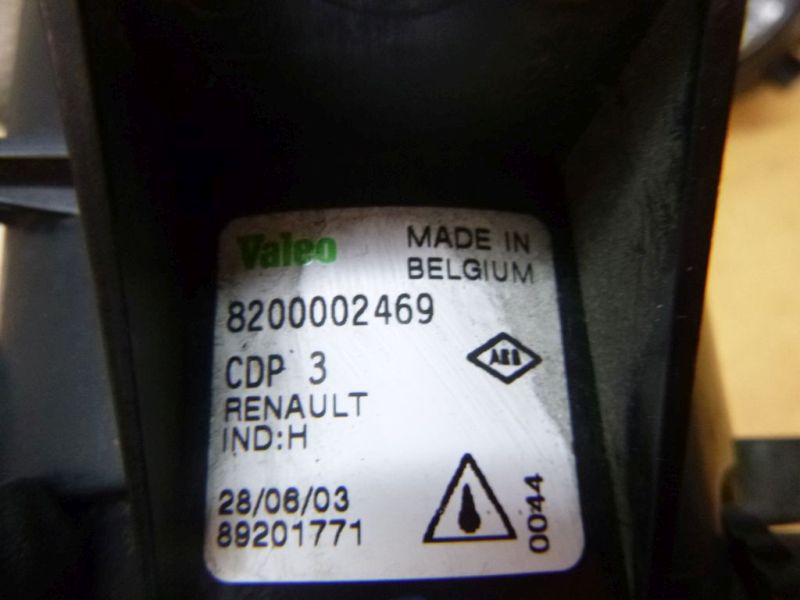 Valeo
MADE IN
BELGIUM
8200002469
CDP 3
RENAULT
IND:H
28/06/03
89201771
0044